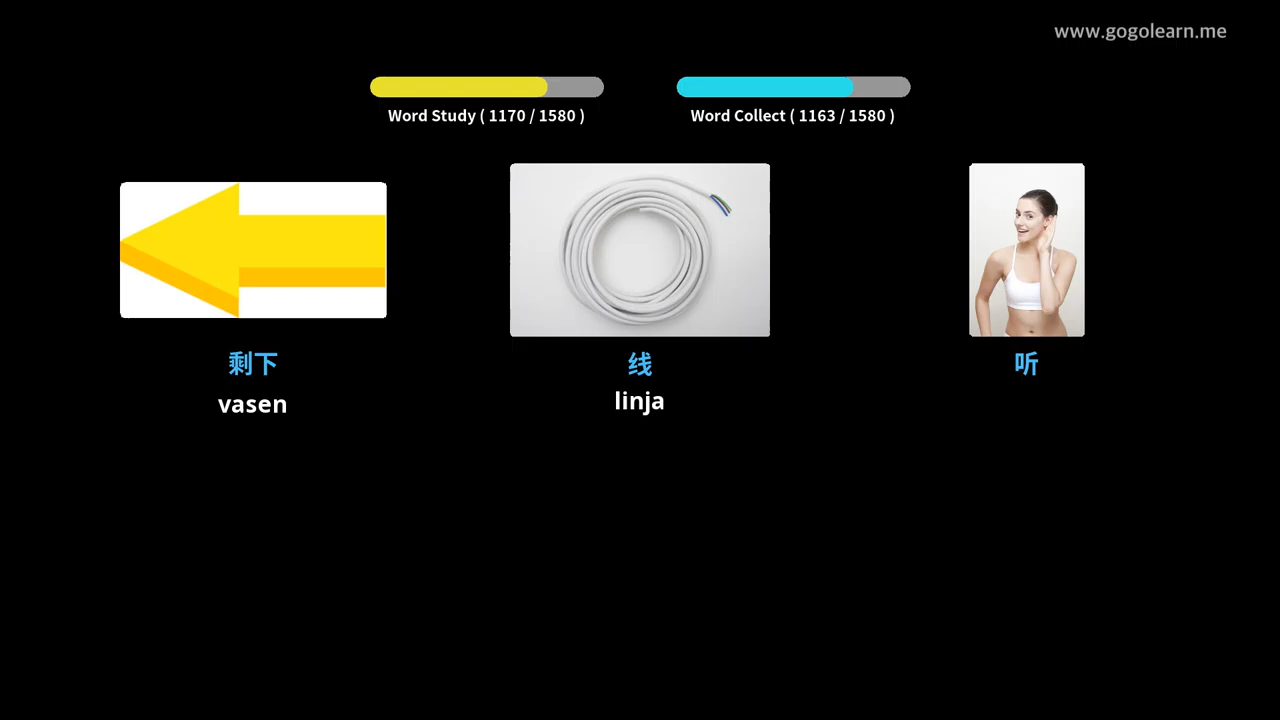 www.gogolearn.me
Word Study ( 1170 / 1580 )
Word Collect ( 1163 / 1580 )
剩下
线
听
vasen
linja